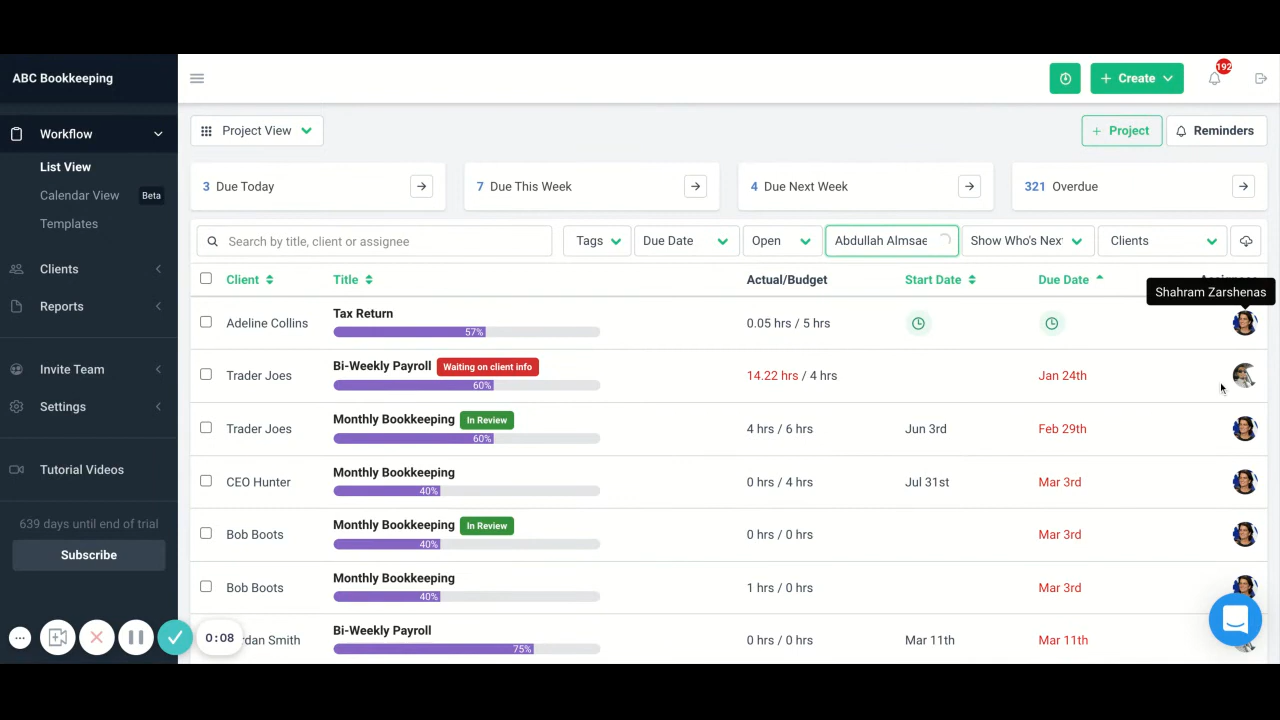 ABC Bookkeeping
Workflow
List View
Calendar View Beta
Templates
Clients
Reports
Invite Team
Settings
Tutorial Videos
639 days until end of trial
Subscribe
0:08
+ Create
192
Project View
+ Project
Reminders
3 Due Today
7 Due This Week
4 Due Next Week
321 Overdue
Search by title, client or assignee
Tags
Due Date
Open
Abdullah Almsae
Show Who's Nex
Clients
Client
Title
Actual/Budget
Start Date
Due Date
Shahram Zarshenas
Adeline Collins
Tax Return
57%
0.05 hrs / 5 hrs
Trader Joes
Bi-Weekly Payroll Waiting on client info
60%
14.22 hrs / 4 hrs
Jan 24th
Trader Joes
Monthly Bookkeeping In Review
60%
4 hrs / 6 hrs
Jun 3rd
Feb 29th
CEO Hunter
Monthly Bookkeeping
40%
0 hrs / 4 hrs
Jul 31st
Mar 3rd
Bob Boots
Monthly Bookkeeping In Review
40%
0 hrs / 0 hrs
Mar 3rd
Bob Boots
Monthly Bookkeeping
40%
1 hrs / 0 hrs
Mar 3rd
dan Smith
Bi-Weekly Payroll
75%
0 hrs / 0 hrs
Mar 11th
Mar 11th